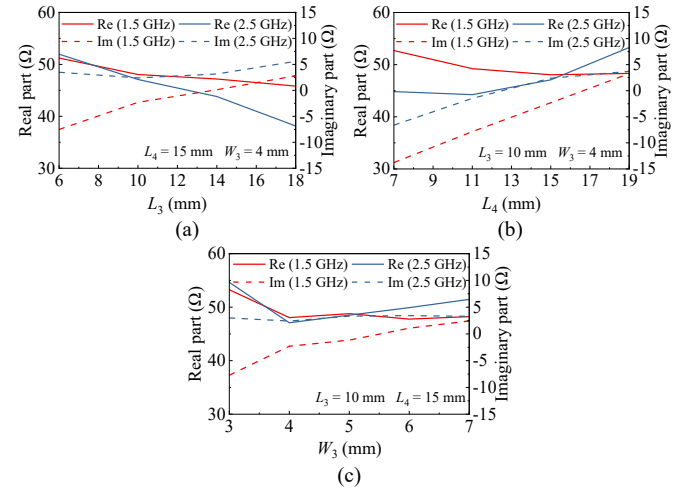 60 15
Re (1.5 GHz) Re (2.5 GHz)
Im (1.5 GHz) Im (2.5 GHz)
10
50 5
0
40 -5
-10
L3 = 15 mm W3 = 4 mm
30 -15
6 8 10 12 14 16 18
Real part (Ω)
Imaginary part (Ω)
L3 (mm)
(a)
60 15
Re (1.5 GHz) Re (2.5 GHz)
Im (1.5 GHz) Im (2.5 GHz)
10
50 5
0
40 -5
-10
L3 = 10 mm W3 = 4 mm
30 -15
7 9 11 13 15 17 19
Real part (Ω)
Imaginary part (Ω)
L4 (mm)
(b)
60 15
Re (1.5 GHz) Re (2.5 GHz)
Im (1.5 GHz) Im (2.5 GHz)
10
50 5
0
40 -5
-10
L3 = 10 mm L4 = 15 mm
30 -15
3 4 5 6 7
Real part (Ω)
Imaginary part (Ω)
W3 (mm)
(c)